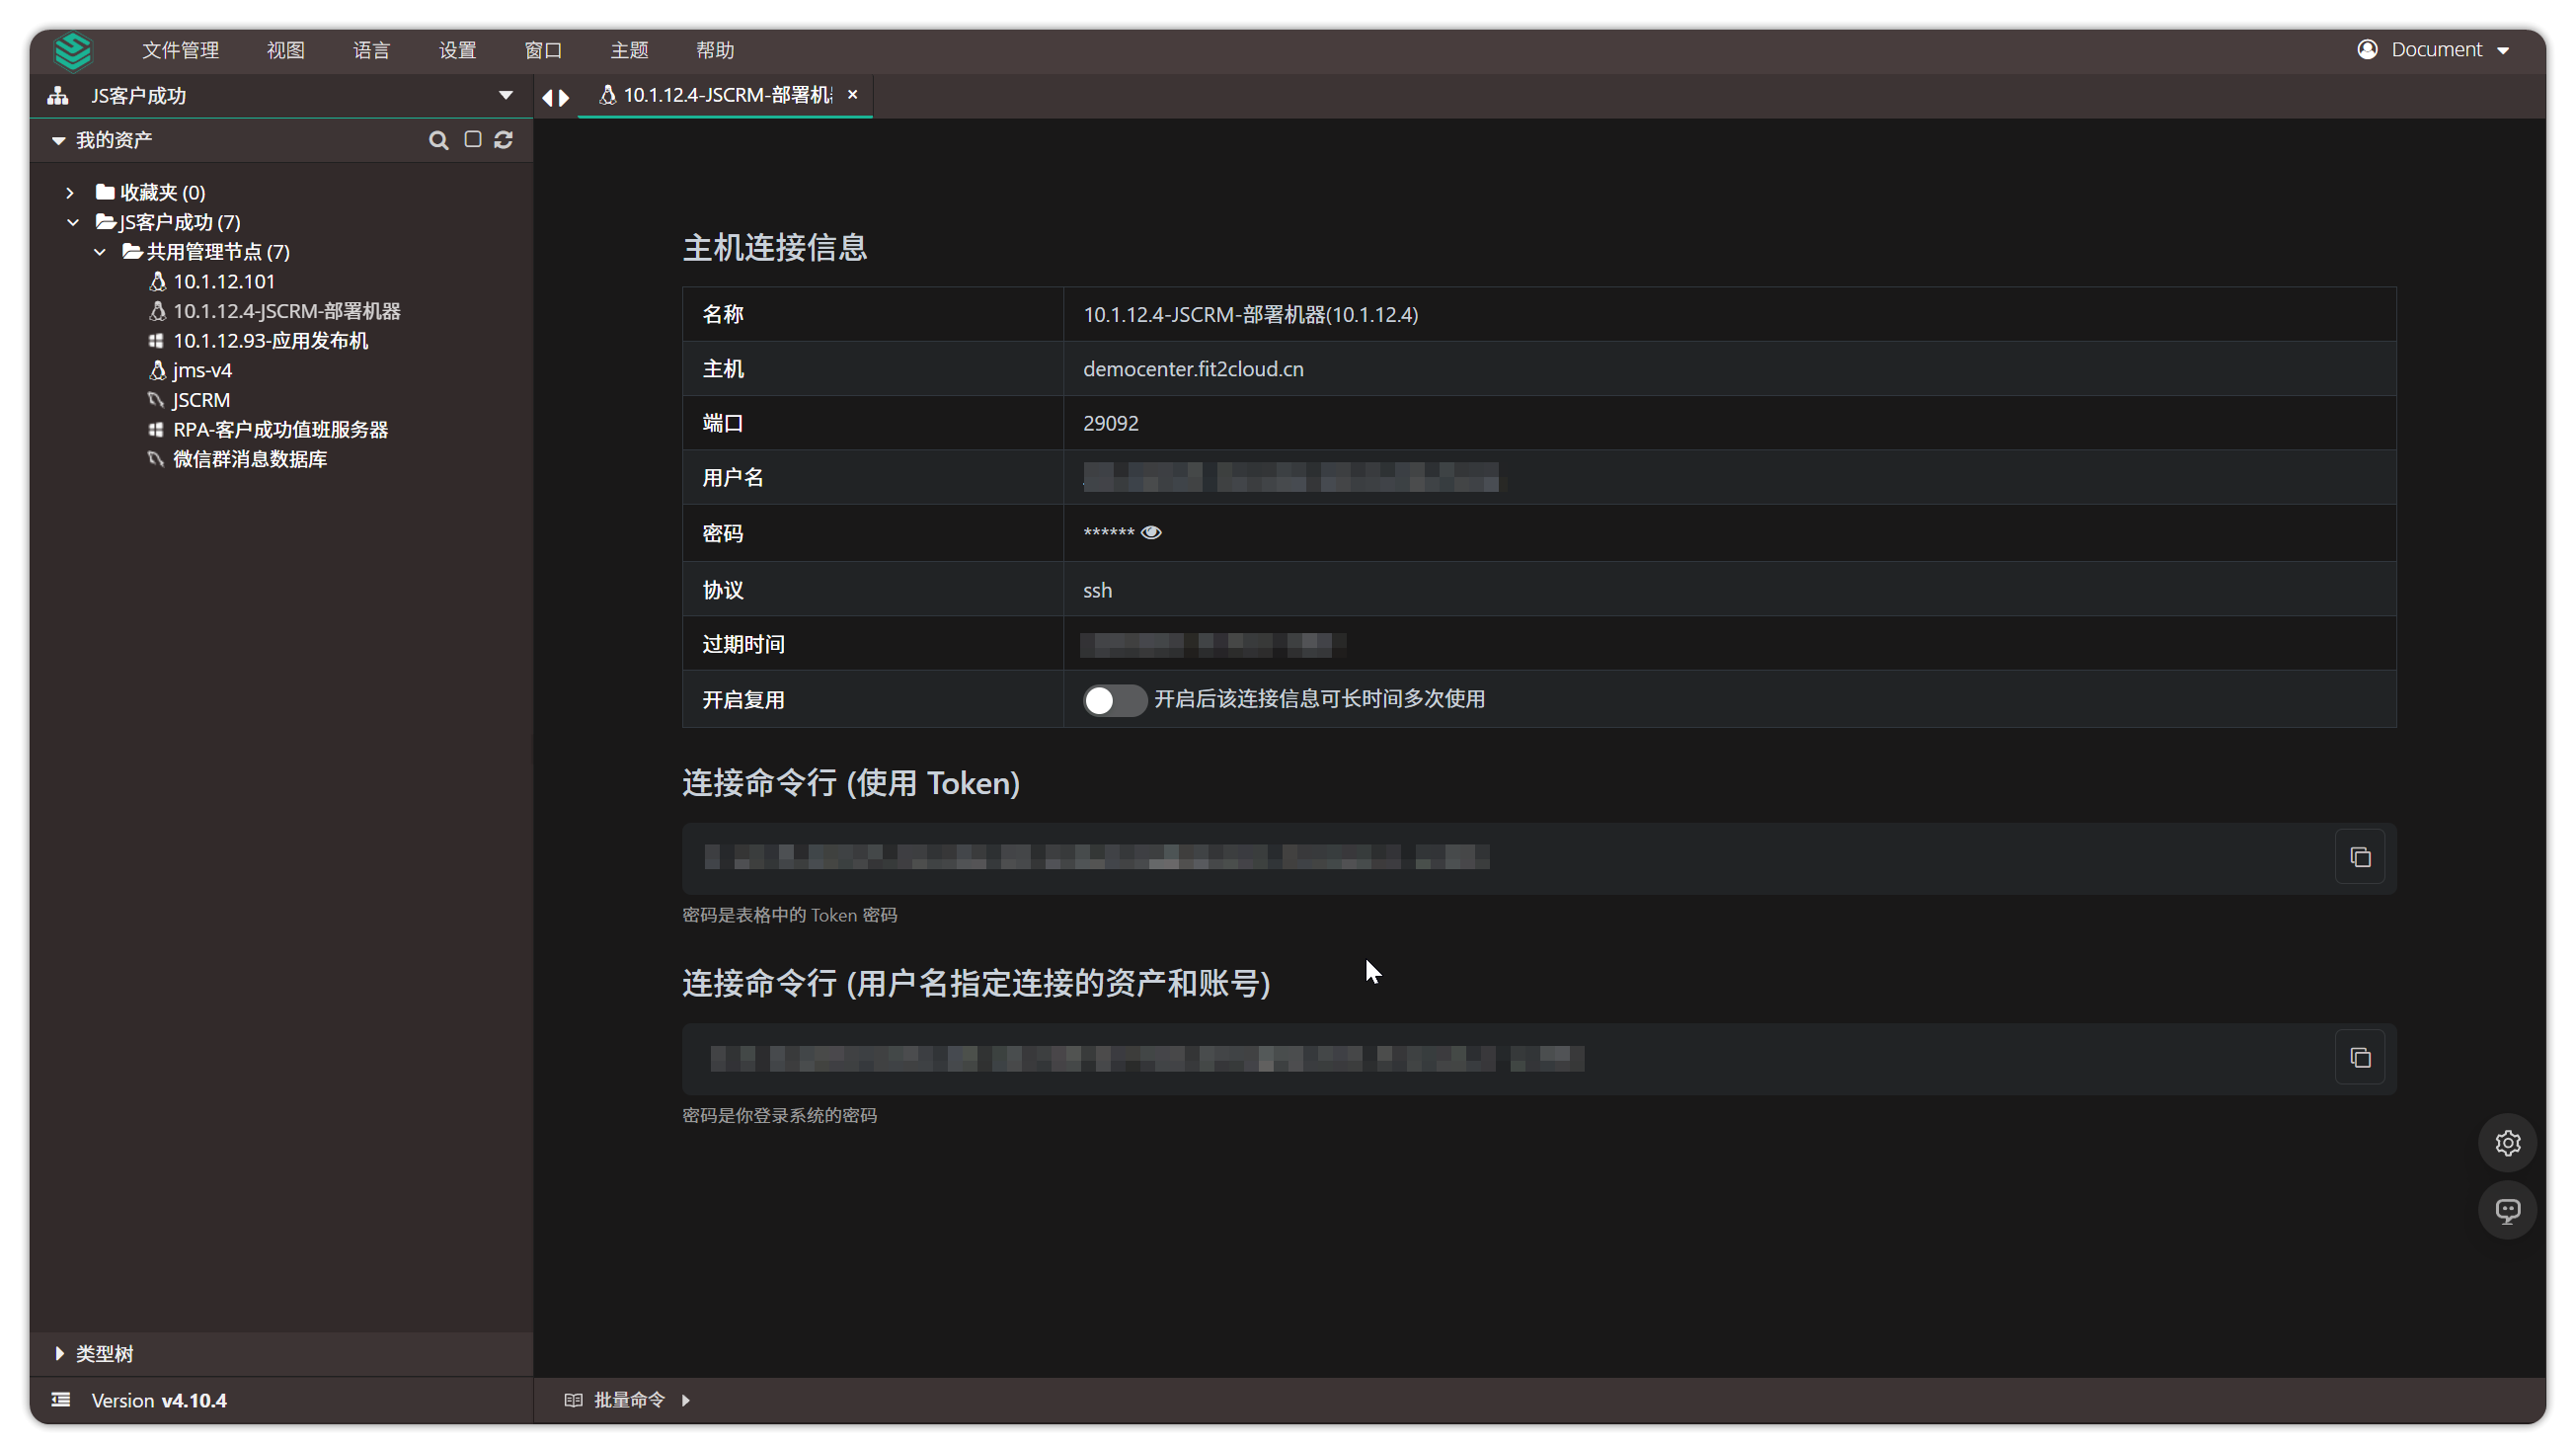 文件管理 视图 语言 设置 窗口 主题 帮助 Document
JS客户成功
10.1.12.4-JSCRM-部署机
我的资产
收藏夹 (0)
JS客户成功 (7)
共用管理节点 (7)
10.1.12.101
10.1.12.4-JSCRM-部署机器
10.1.12.93-应用发布机
jms-v4
JSCRM
RPA-客户成功值班服务器
微信群消息数据库
类型树
Version v4.10.4
主机连接信息
名称 10.1.12.4-JSCRM-部署机器(10.1.12.4)
主机 democenter.fit2cloud.cn
端口 29092
用户名
密码 ******
协议 ssh
过期时间
开启复用 开启后该连接信息可长时间多次使用
连接命令行 (使用 Token)
密码是表格中的 Token 密码
连接命令行 (用户名指定连接的资产和账号)
密码是你登录系统的密码
批量命令